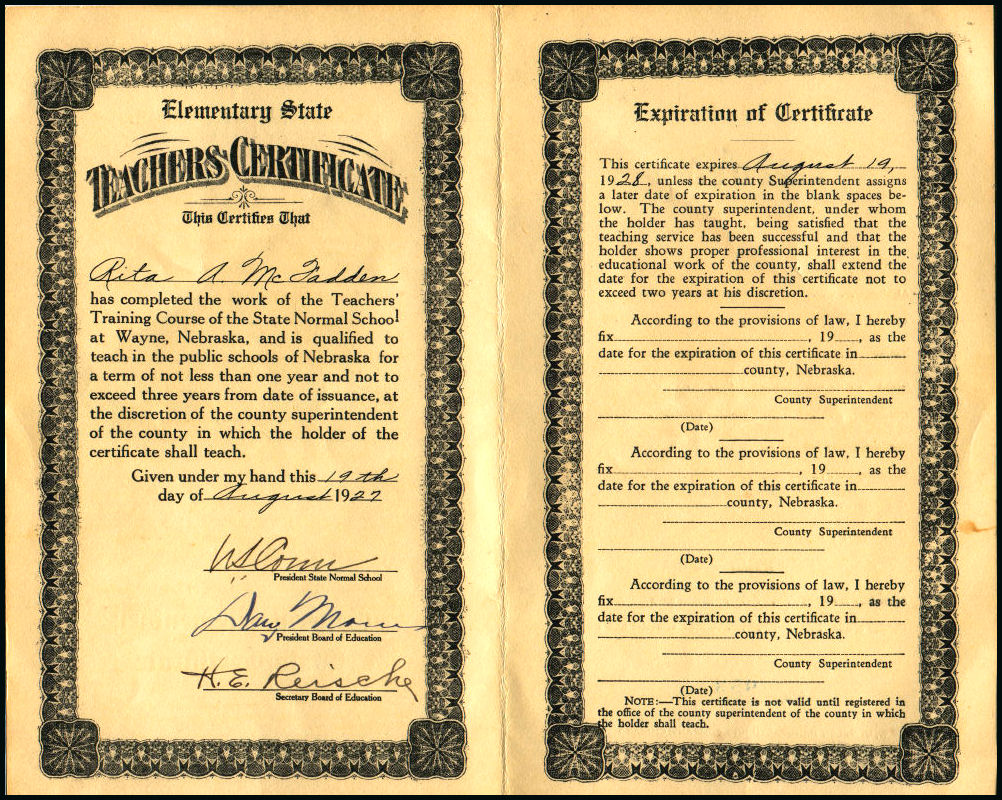 Elementary State
TEACHERS CERTIFICATE
This Certifies That
Rita A McFadden
has completed the work of the Teachers'
Training Course of the State Normal School
at Wayne, Nebraska, and is qualified to
teach in the public schools of Nebraska for
a term of not less than one year and not to
exceed three years from date of issuance, at
the discretion of the county superintendent
of the county in which the holder of the
certificate shall teach.
Given under my hand this 19th
day of August 1927
U.S. Conn
President State Normal School
President Board of Education
H. E. Reische
Secretary Board of Education
Expiration of Certificate
This certificate expires August 19,
1928, unless the county Superintendent assigns
a later date of expiration in the blank spaces be-
low. The county superintendent, under whom
the holder has taught, being satisfied that the
teaching service has been successful and that the
holder shows proper professional interest in the
educational work of the county, shall extend the
date for the expiration of this certificate not to
exceed two years at his discretion.
According to the provisions of law, I hereby
fix , 19 , as the
date for the expiration of this certificate in
county, Nebraska.
County Superintendent
(Date)
According to the provisions of law, I hereby
fix , 19 , as the
date for the expiration of this certificate in
county, Nebraska.
County Superintendent
(Date)
According to the provisions of law, I hereby
fix , 19 , as the
date for the expiration of this certificate in
county, Nebraska.
County Superintendent
(Date)
NOTE:—This certificate is not valid until registered in
the office of the county superintendent of the county in which
the holder shall teach.